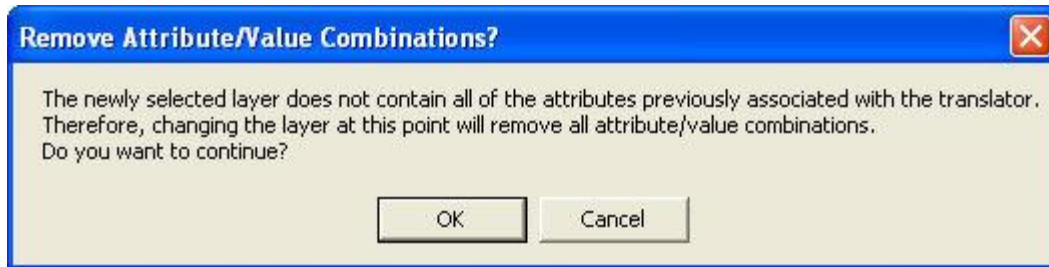 Remove Attribute/Value Combinations?
The newly selected layer does not contain all of the attributes previously associated with the translator.
Therefore, changing the layer at this point will remove all attribute/value combinations.
Do you want to continue?
OK Cancel